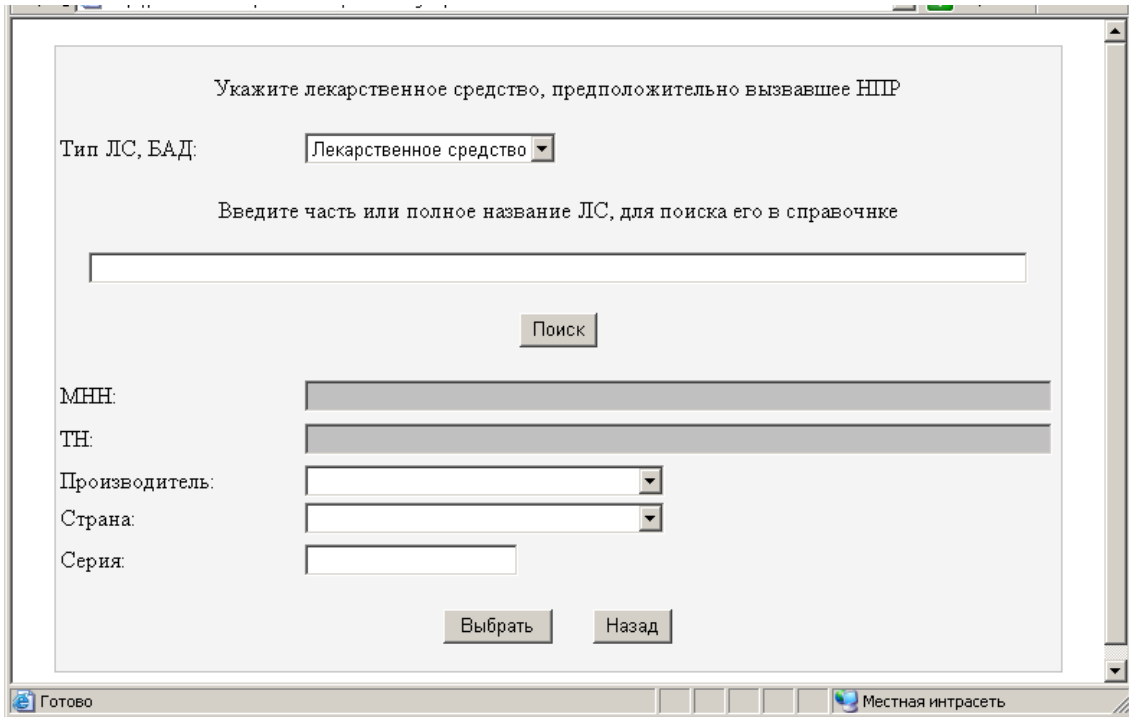 Укажите лекарственное средство, предположительно вызвавшее НПР
Тип ЛС, БАД: Лекарственное средство
Введите часть или полное название ЛС, для поиска его в справочнке
Поиск
МНН:
ТН:
Производитель:
Страна:
Серия:
Выбрать Назад
Готово Местная интрасеть